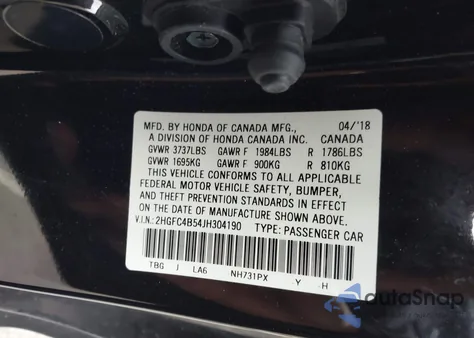 MFD. BY HONDA OF CANADA MFG., 04/'18
A DIVISION OF HONDA CANADA INC. CANADA
GVWR 3737LBS GAWR F 1984LBS R 1786LBS
GVWR 1695KG GAWR F 900KG R 810KG
THIS VEHICLE CONFORMS TO ALL APPLICABLE
FEDERAL MOTOR VEHICLE SAFETY, BUMPER,
AND THEFT PREVENTION STANDARDS IN EFFECT
ON THE DATE OF MANUFACTURE SHOWN ABOVE.
V.I.N.: 2HGFC4B54JH304190 TYPE: PASSENGER CAR
TBG J LA6 NH731PX -Y -H
autoSnap